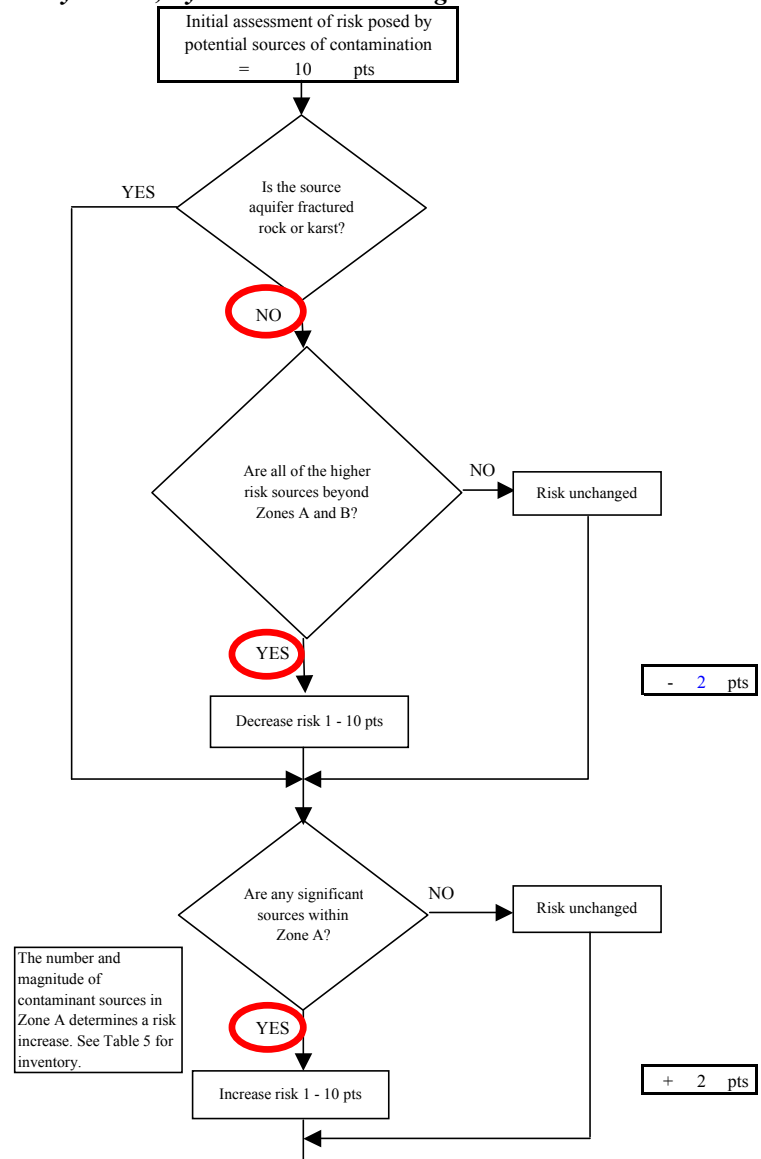 Initial assessment of risk posed by
potential sources of contamination
= 10 pts
YES
Is the source
aquifer fractured
rock or karst?
NO
Are all of the higher
risk sources beyond
Zones A and B?
NO
Risk unchanged
YES
- 2 pts
Decrease risk 1 - 10 pts
Are any significant
sources within
Zone A?
NO
Risk unchanged
The number and
magnitude of
contaminant sources in
Zone A determines a risk
increase. See Table 5 for
inventory.
YES
Increase risk 1 - 10 pts
+ 2 pts